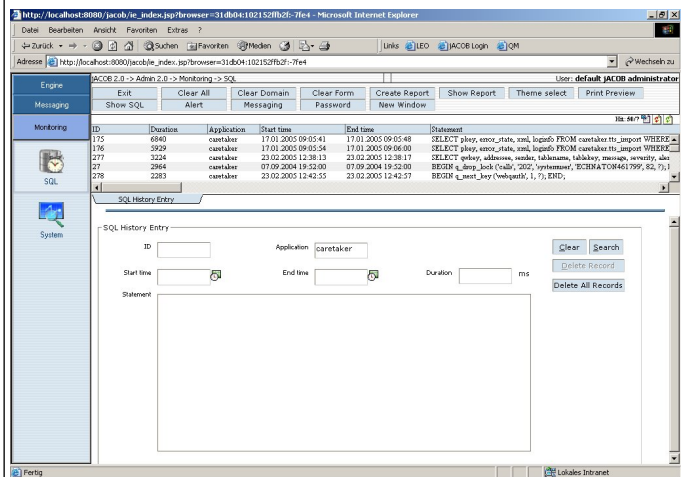 http://localhost:8080/jacob/ie_index.jsp?browser=31db04:102152ffb2f:-7fe4 - Microsoft Internet Explorer
Datei Bearbeiten Ansicht Favoriten Extras ?
Zurück Suchen Favoriten Medien Links LEO JACOB Login QM
Adresse http://localhost:8080/jacob/ie_index.jsp?browser=31db04:102152ffb2f:-7fe4 Wechseln zu
jACOB 2.0 -> Admin 2.0 -> Monitoring -> SQL User: default jACOB administrator
Engine
Messaging
Monitoring
SQL
System
Exit Clear All Clear Domain Clear Form Create Report Show Report Theme select Print Preview
Show SQL Alert Messaging Password New Window
Hit: 50/?
ID Duration Application Start time End time Statement
175 6840 caretaker 17.01.2005 09:05:41 17.01.2005 09:05:48 SELECT pkey, error_state, xml, loginfo FROM caretaker.tts_import WHERE
176 5929 caretaker 17.01.2005 09:05:54 17.01.2005 09:06:00 SELECT pkey, error_state, xml, loginfo FROM caretaker.tts_import WHERE
277 3224 caretaker 23.02.2005 12:38:13 23.02.2005 12:38:17 SELECT qwkey, addressee, sender, tablename, tablekey, message, severity, aler
27 2964 caretaker 07.09.2004 19:52:00 07.09.2004 19:52:00 BEGIN q_drop_lock ('calls', '202', 'systemuser', 'ECHNATON461799', 82, ?);
278 2283 caretaker 23.02.2005 12:42:55 23.02.2005 12:42:57 BEGIN q_next_key ('webqauth', 1, ?); END;
SQL History Entry
SQL History Entry
ID Application caretaker Clear Search
Start time End time Duration ms Delete Record
Delete All Records
Statement
Fertig Lokales Intranet